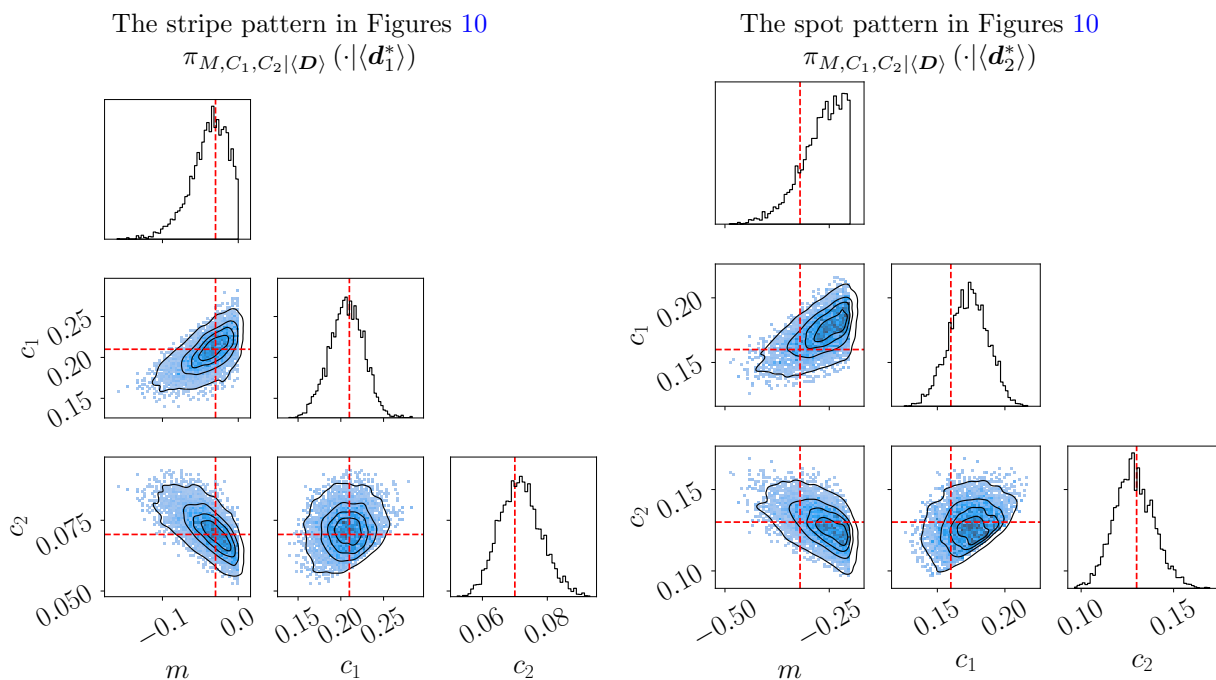 The stripe pattern in Figures 10
π_{M,C_1,C_2|⟨D⟩} (·|⟨d_1^*⟩)
c_1
0.25
0.20
0.15
c_2
0.075
0.050
−0.1
0.0
0.15
0.20
0.25
0.06
0.08
m
c_1
c_2
The spot pattern in Figures 10
π_{M,C_1,C_2|⟨D⟩} (·|⟨d_2^*⟩)
c_1
0.20
0.15
c_2
0.15
0.10
−0.50
−0.25
0.15
0.20
0.10
0.15
m
c_1
c_2